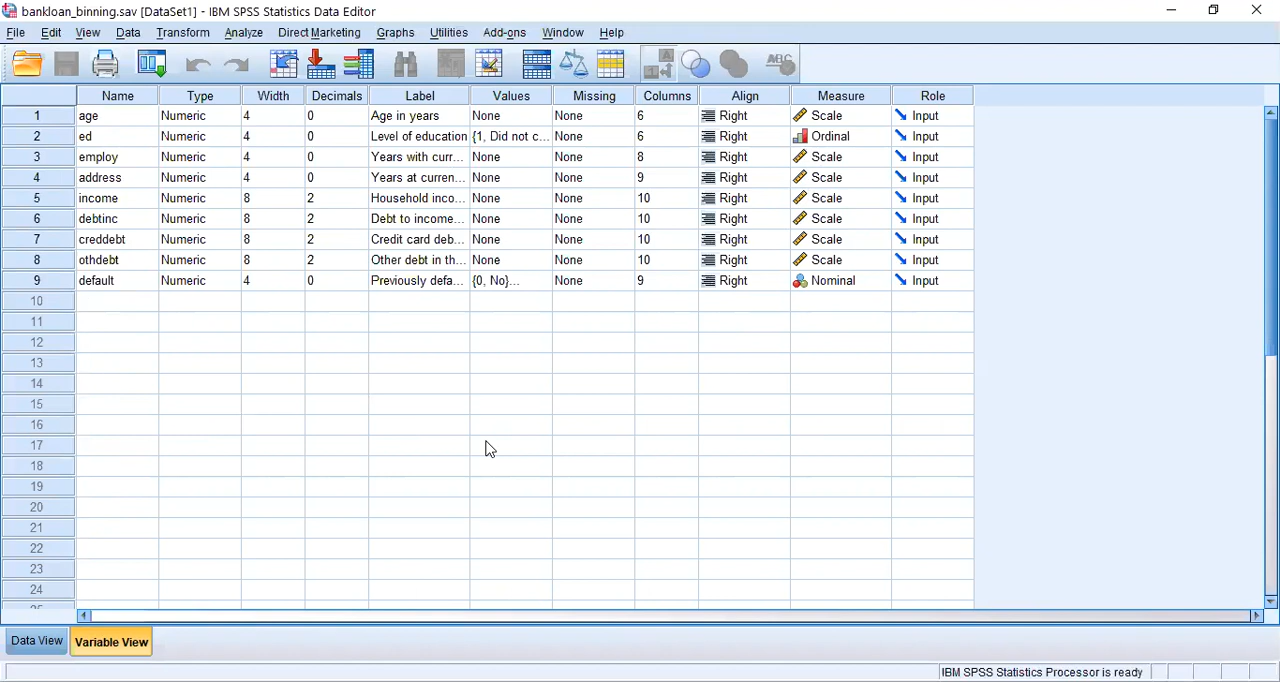 bankloan_binning.sav [DataSet1] - IBM SPSS Statistics Data Editor
File Edit View Data Transform Analyze Direct Marketing Graphs Utilities Add-ons Window Help
Name Type Width Decimals Label Values Missing Columns Align Measure Role
1 age Numeric 4 0 Age in years None None 6 Right Scale Input
2 ed Numeric 4 0 Level of education {1, Did not c... None 6 Right Ordinal Input
3 employ Numeric 4 0 Years with curr... None None 8 Right Scale Input
4 address Numeric 4 0 Years at curren... None None 9 Right Scale Input
5 income Numeric 8 2 Household inco... None None 10 Right Scale Input
6 debtinc Numeric 8 2 Debt to income... None None 10 Right Scale Input
7 creddebt Numeric 8 2 Credit card deb... None None 10 Right Scale Input
8 othdebt Numeric 8 2 Other debt in th... None None 10 Right Scale Input
9 default Numeric 4 0 Previously defa... {0, No}... None 9 Right Nominal Input
10
11
12
13
14
15
16
17
18
19
20
21
22
23
24
25
Data View Variable View
IBM SPSS Statistics Processor is ready